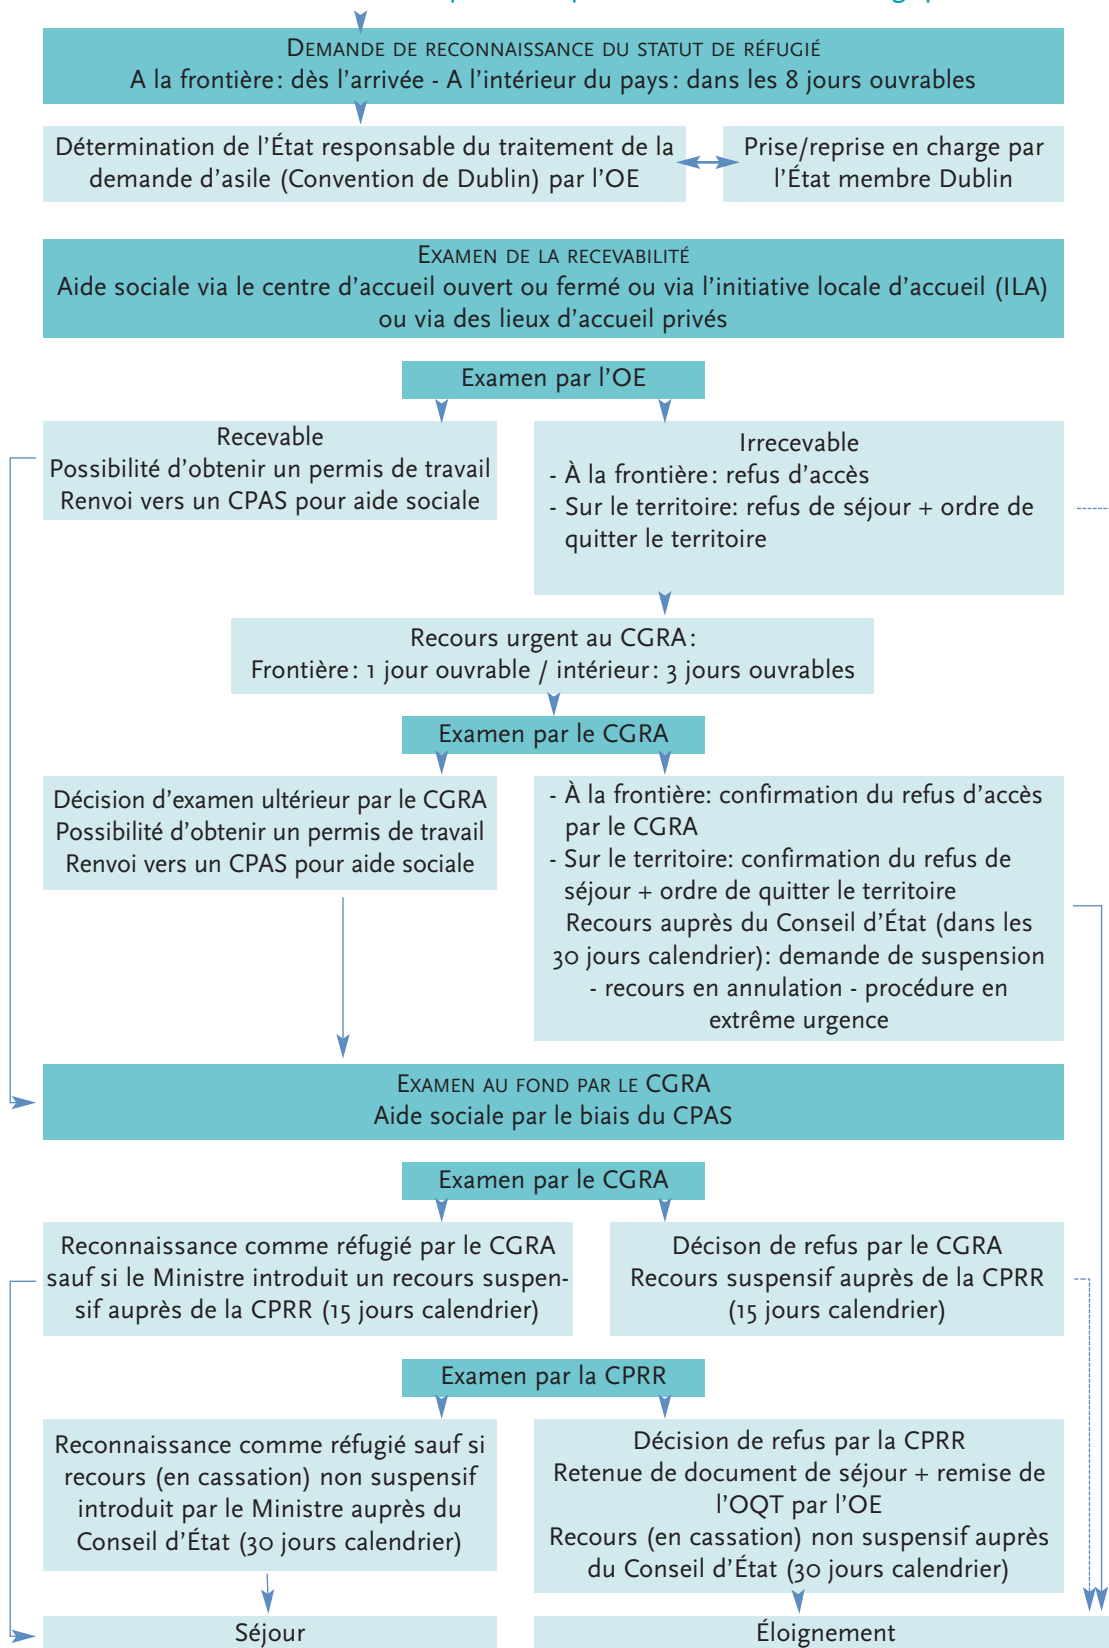 DEMANDE DE RECONNAISSANCE DU STATUT DE RÉFUGIÉ
A la frontière: dès l'arrivée - A l'intérieur du pays: dans les 8 jours ouvrables
Détermination de l'État responsable du traitement de la
demande d'asile (Convention de Dublin) par l'OE
Prise/reprise en charge par
l'État membre Dublin
EXAMEN DE LA RECEVABILITÉ
Aide sociale via le centre d'accueil ouvert ou fermé ou via l'initiative locale d'accueil (ILA)
ou via des lieux d'accueil privés
Examen par l'OE
Recevable
Possibilité d'obtenir un permis de travail
Renvoi vers un CPAS pour aide sociale
Irrecevable
- À la frontière: refus d'accès
- Sur le territoire: refus de séjour + ordre de
quitter le territoire
Recours urgent au CGRA:
Frontière: 1 jour ouvrable / intérieur: 3 jours ouvrables
Examen par le CGRA
Décision d'examen ultérieur par le CGRA
Possibilité d'obtenir un permis de travail
Renvoi vers un CPAS pour aide sociale
- À la frontière: confirmation du refus d'accès
par le CGRA
- Sur le territoire: confirmation du refus de
séjour + ordre de quitter le territoire
Recours auprès du Conseil d'État (dans les
30 jours calendrier): demande de suspension
- recours en annulation - procédure en
extrême urgence
EXAMEN AU FOND PAR LE CGRA
Aide sociale par le biais du CPAS
Examen par le CGRA
Reconnaissance comme réfugié par le CGRA
sauf si le Ministre introduit un recours suspen-
sif auprès de la CPRR (15 jours calendrier)
Décison de refus par le CGRA
Recours suspensif auprès de la CPRR
(15 jours calendrier)
Examen par la CPRR
Reconnaissance comme réfugié sauf si
recours (en cassation) non suspensif
introduit par le Ministre auprès du
Conseil d'État (30 jours calendrier)
Décision de refus par la CPRR
Retenue de document de séjour + remise de
l'OQT par l'OE
Recours (en cassation) non suspensif auprès
du Conseil d'État (30 jours calendrier)
Séjour
Éloignement